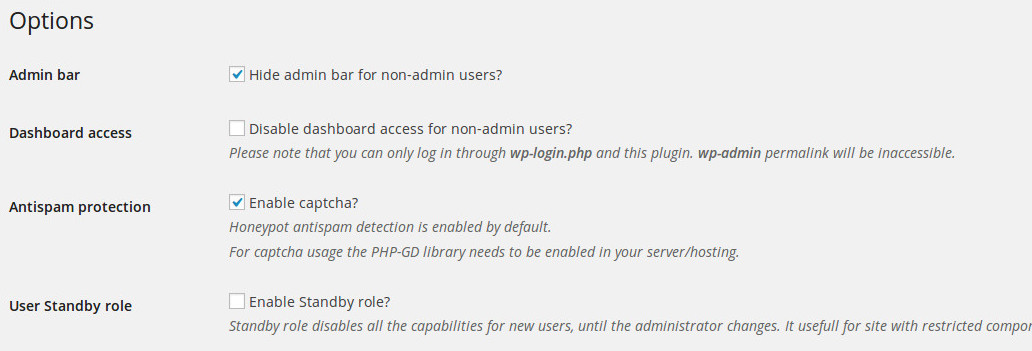 Options
Admin bar
Hide admin bar for non-admin users?
Dashboard access
Disable dashboard access for non-admin users?
Please note that you can only log in through wp-login.php and this plugin. wp-admin permalink will be inaccessible.
Antispam protection
Enable captcha?
Honeypot antispam detection is enabled by default.
For captcha usage the PHP-GD library needs to be enabled in your server/hosting.
User Standby role
Enable Standby role?
Standby role disables all the capabilities for new users, until the administrator changes. It usefull for site with restricted